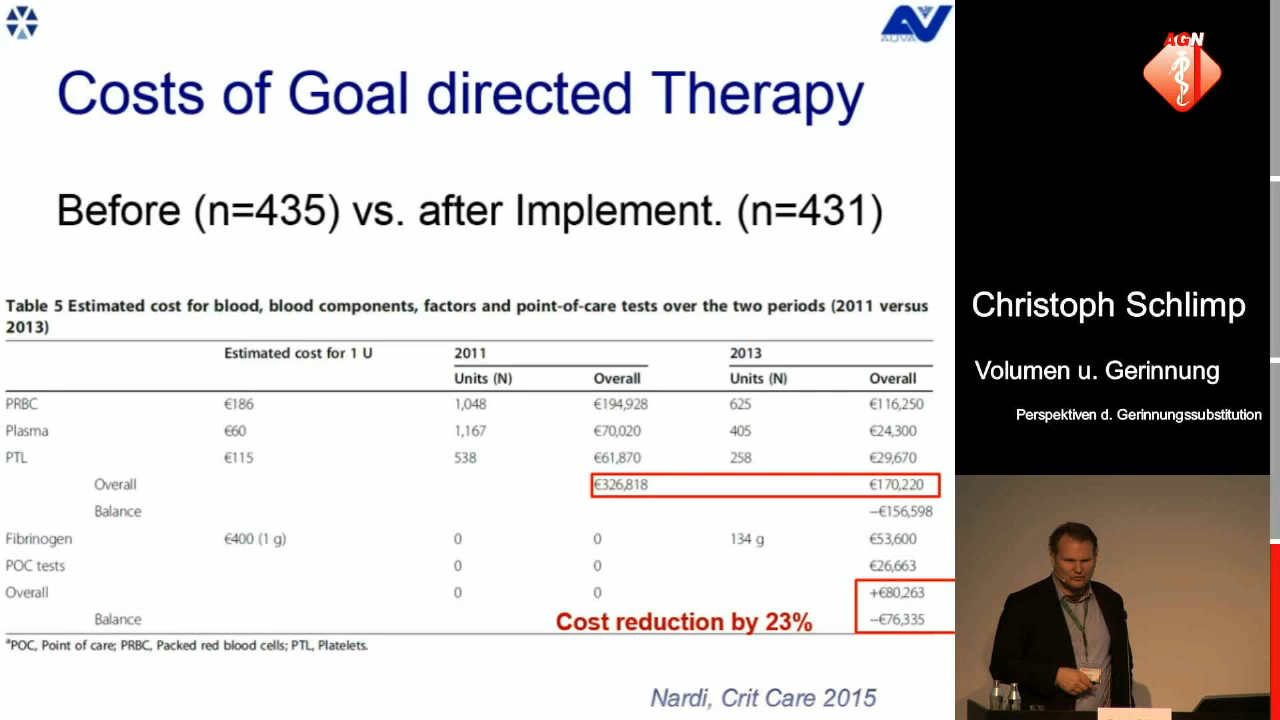 AUVA
AGN
Costs of Goal directed Therapy
Before (n=435) vs. after Implement. (n=431)
Table 5 Estimated cost for blood, blood components, factors and point-of-care tests over the two periods (2011 versus
2013)
Estimated cost for 1 U 2011 2013
Units (N) Overall Units (N) Overall
PRBC €186 1,048 €194,928 625 €116,250
Plasma €60 1,167 €70,020 405 €24,300
PTL €115 538 €61,870 258 €29,670
Overall €326,818 €170,220
Balance −€156,598
Fibrinogen €400 (1 g) 0 0 134 g €53,600
POC tests 0 0 €26,663
Overall 0 0 +€80,263
Balance −€76,335
Cost reduction by 23%
ᵃPOC, Point of care; PRBC, Packed red blood cells; PTL, Platelets.
Nardi, Crit Care 2015
Christoph Schlimp
Volumen u. Gerinnung
Perspektiven d. Gerinnungssubstitution